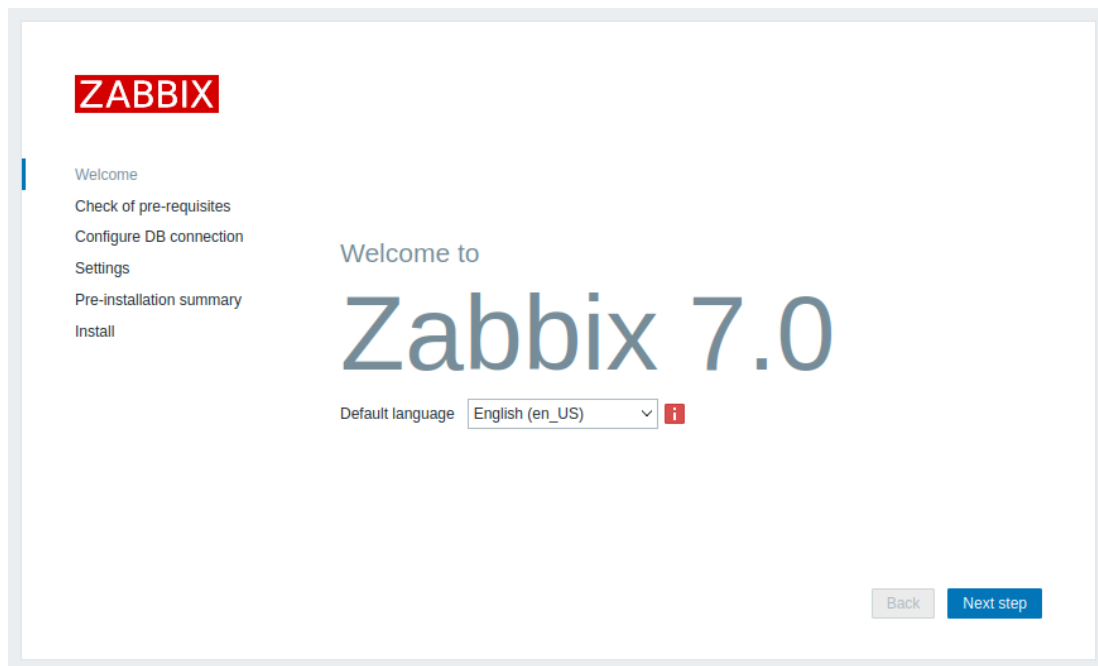 ZABBIX
Welcome
Check of pre-requisites
Configure DB connection
Settings
Pre-installation summary
Install
Welcome to
Zabbix 7.0
Default language English (en_US) i
Back Next step